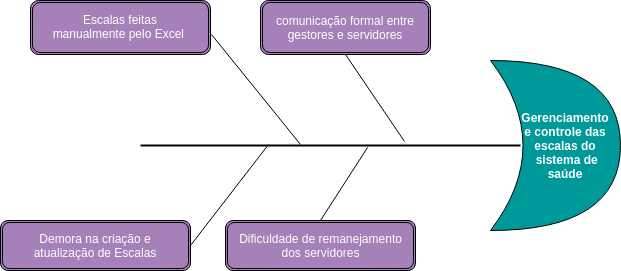 Escalas feitas
manualmente pelo Excel
comunicação formal entre
gestores e servidores
Gerenciamento
e controle das
escalas do
sistema de
saúde
Demora na criação e
atualização de Escalas
Dificuldade de remanejamento
dos servidores